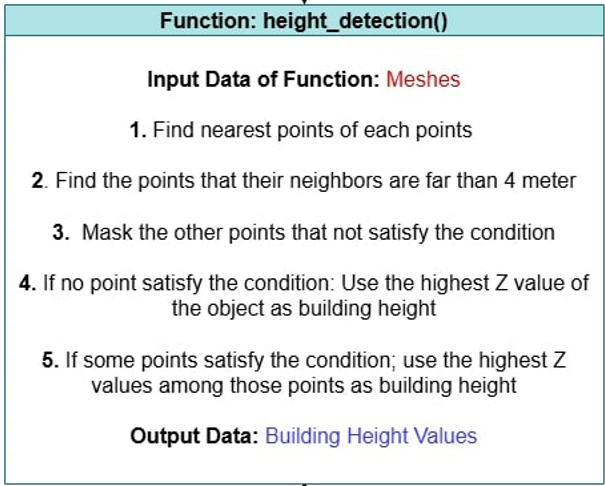 Function: height_detection()
Input Data of Function: Meshes
1. Find nearest points of each points
2. Find the points that their neighbors are far than 4 meter
3. Mask the other points that not satisfy the condition
4. If no point satisfy the condition: Use the highest Z value of
the object as building height
5. If some points satisfy the condition; use the highest Z
values among those points as building height
Output Data: Building Height Values